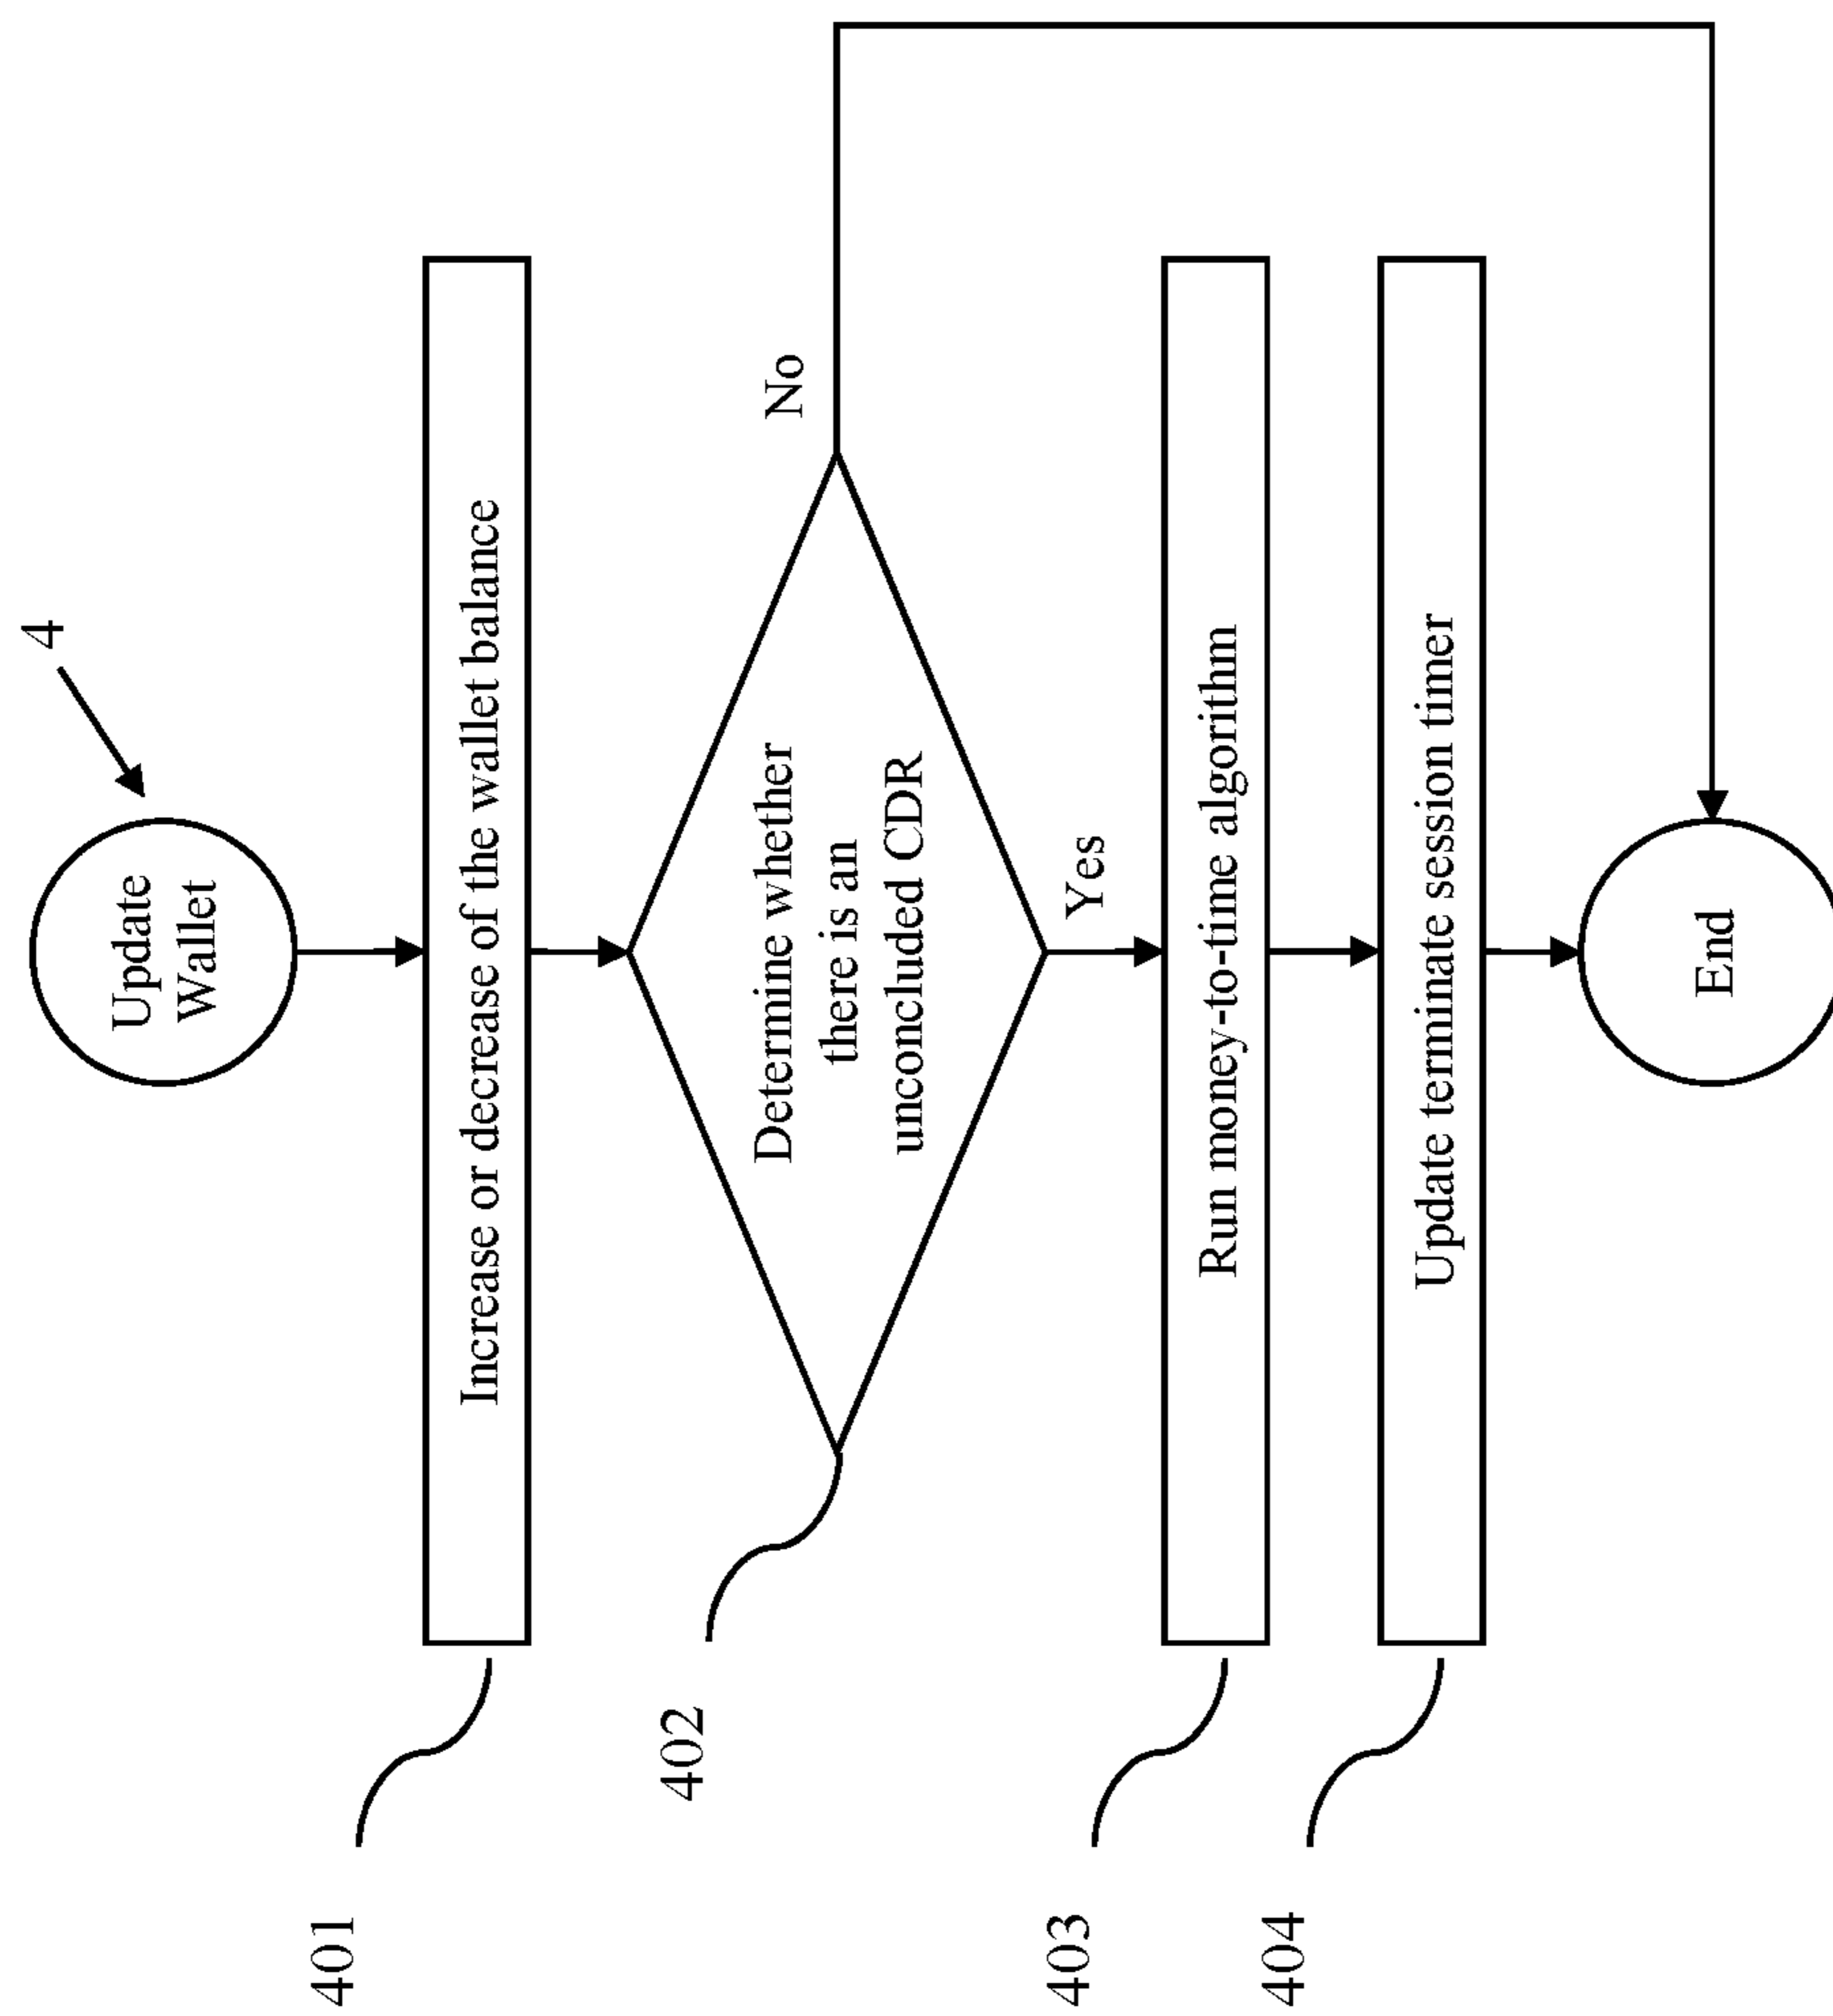 4
Update
Wallet
401
Increase or decrease of the wallet balance
402
Determine whether
there is an
unconcluded CDR
No
Yes
403
Run money-to-time algorithm
404
Update terminate session timer
End